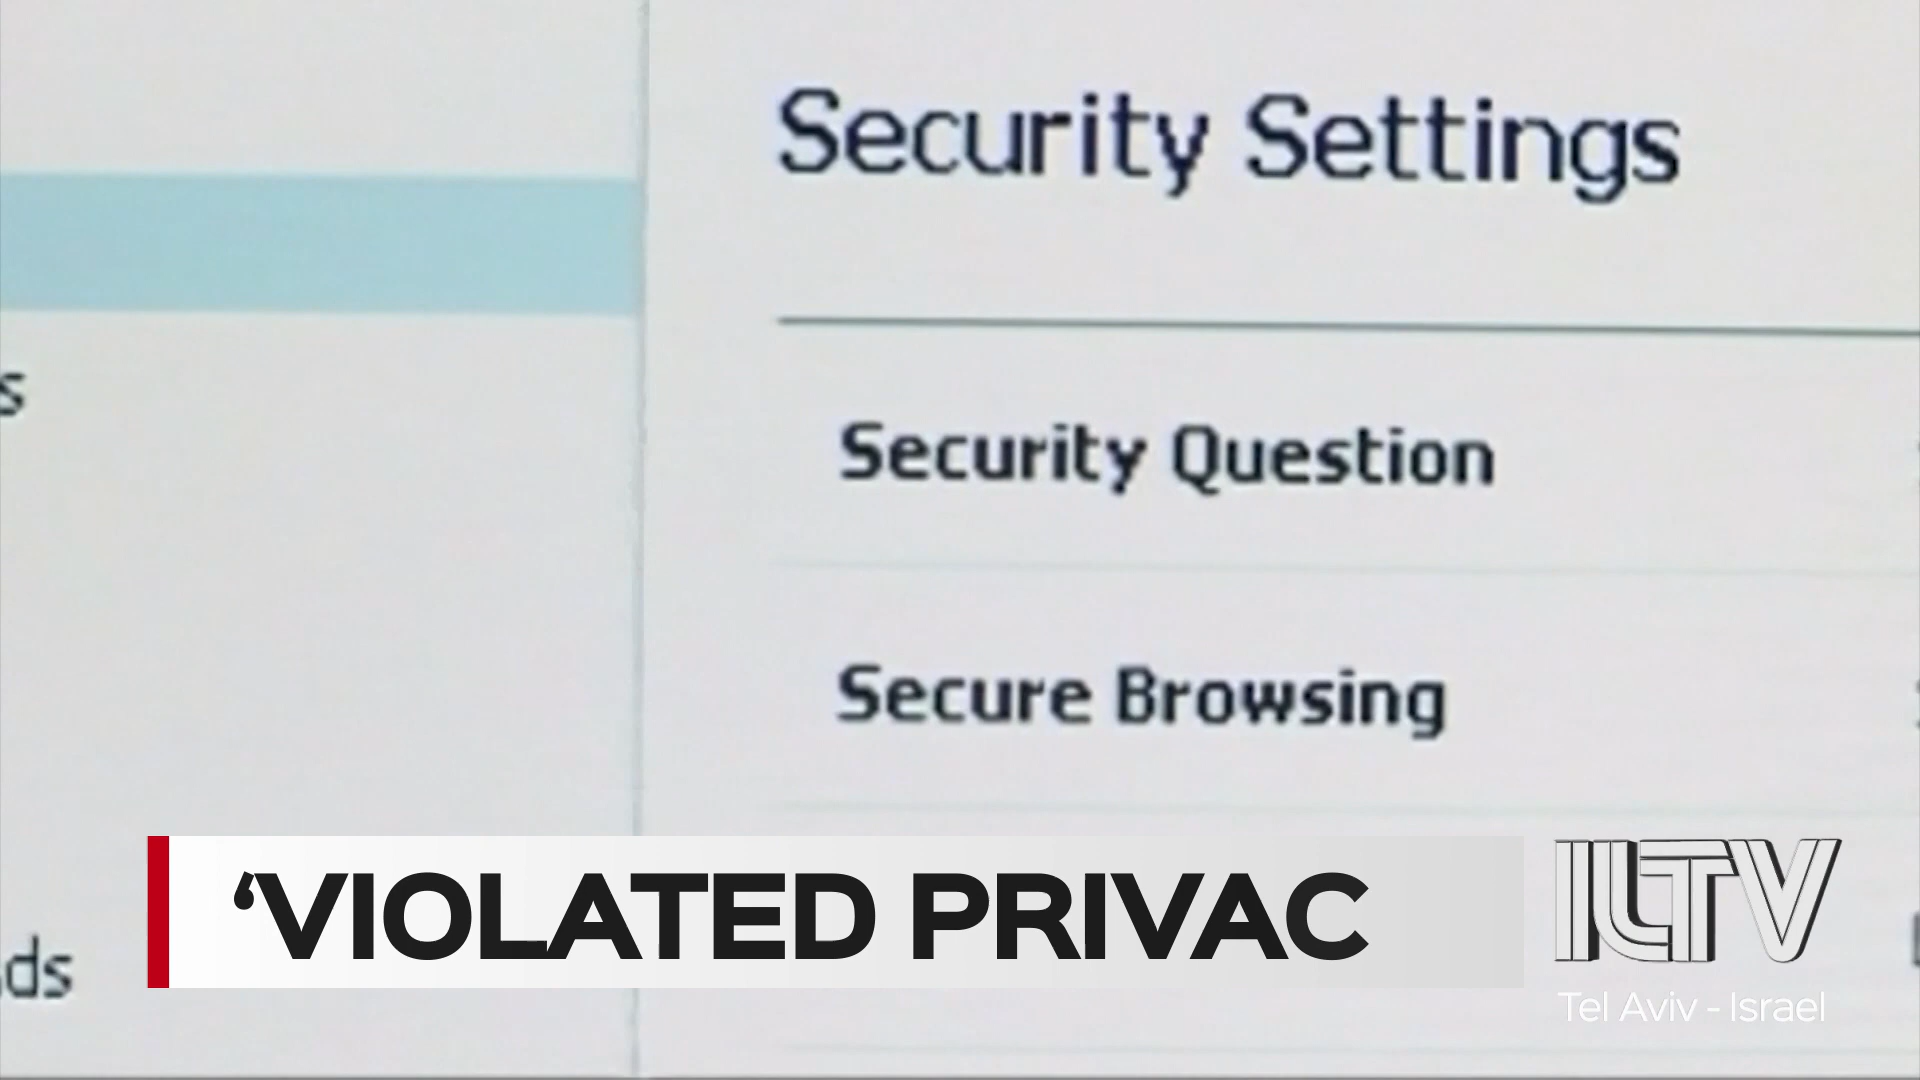 Security Settings
s
Security Question
Secure Browsing
ds
‘VIOLATED PRIVAC
ILTV
Tel Aviv - Israel